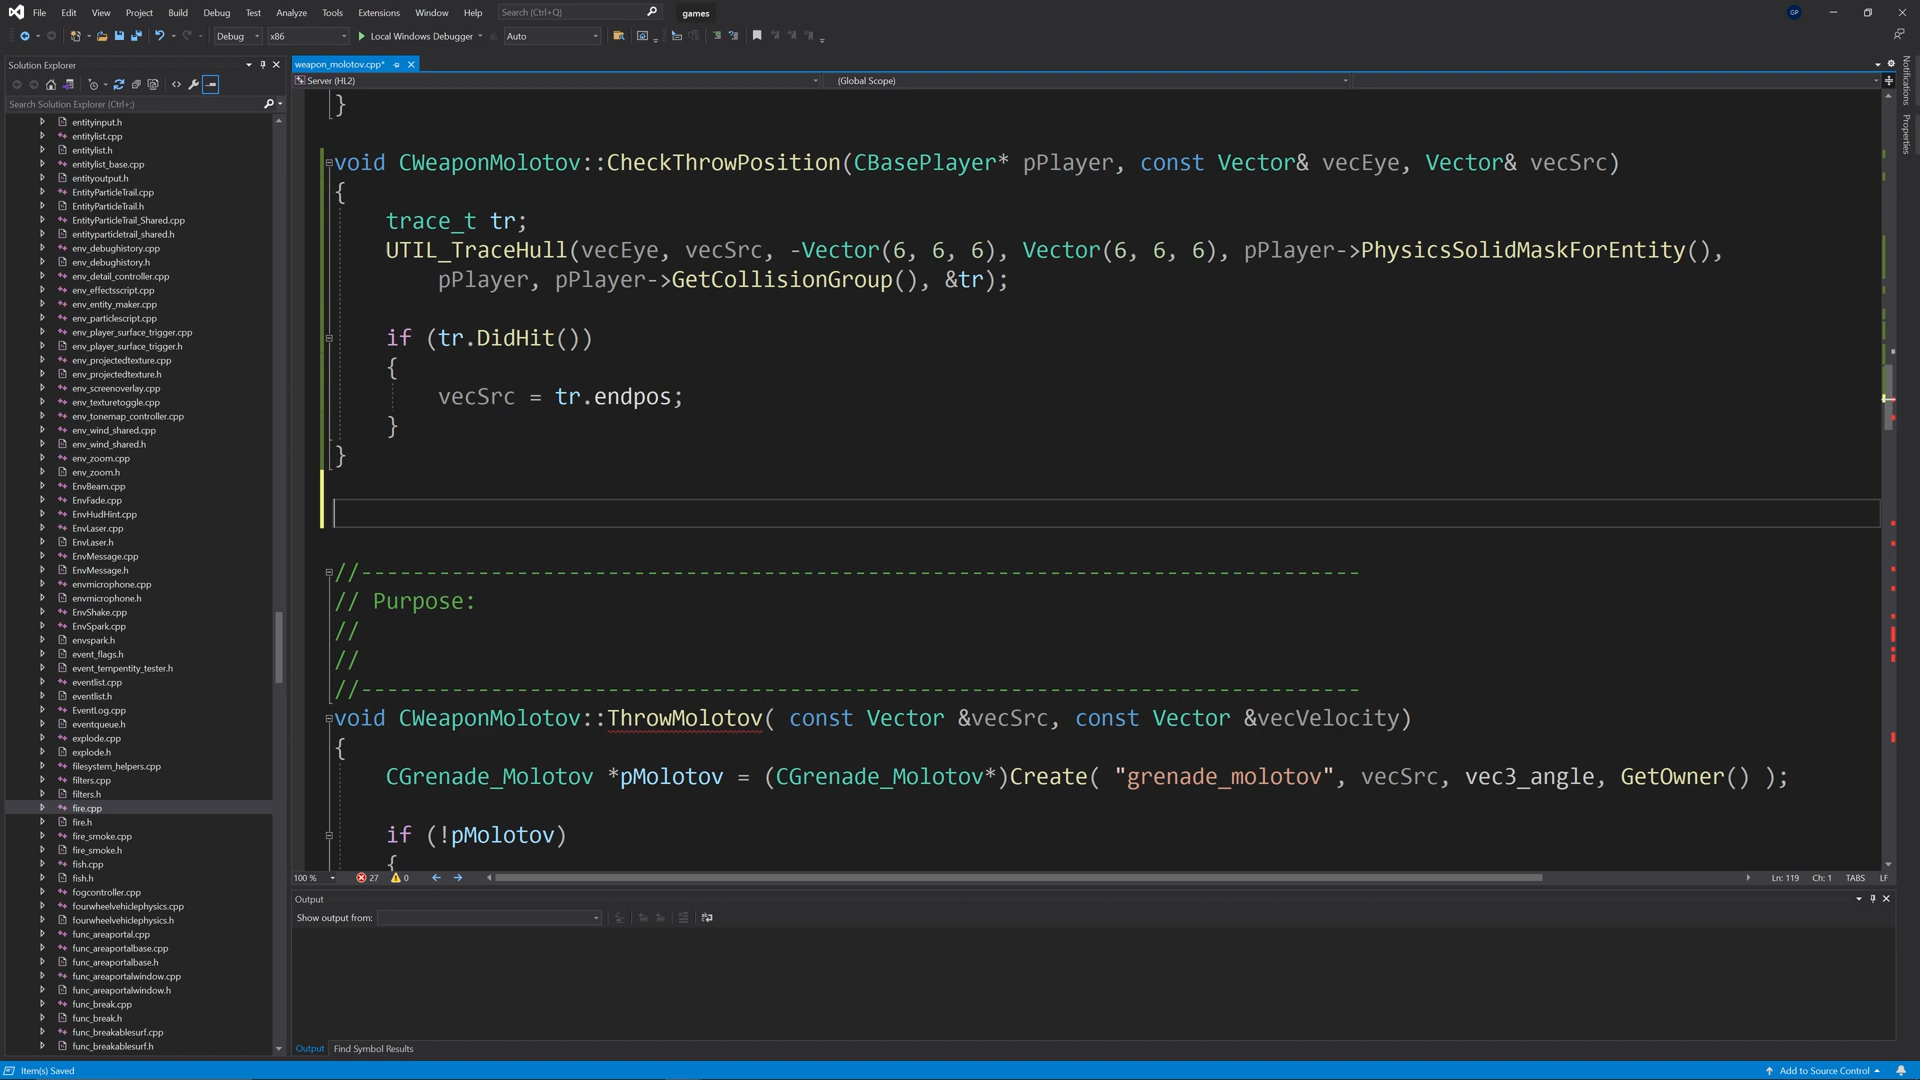 File Edit View Project Build Debug Test Analyze Tools Extensions Window Help Search (Ctrl+Q) games GP
Debug x86 Local Windows Debugger Auto
Solution Explorer
Search Solution Explorer (Ctrl+;)
entityinput.h
entitylist.cpp
entitylist.h
entitylist_base.cpp
entityoutput.h
EntityParticleTrail.cpp
EntityParticleTrail.h
EntityParticleTrail_Shared.cpp
entityparticletrail_shared.h
env_debughistory.cpp
env_debughistory.h
env_detail_controller.cpp
env_effectsscript.cpp
env_entity_maker.cpp
env_particlescript.cpp
env_player_surface_trigger.cpp
env_player_surface_trigger.h
env_projectedtexture.cpp
env_projectedtexture.h
env_screenoverlay.cpp
env_texturetoggle.cpp
env_tonemap_controller.cpp
env_wind_shared.cpp
env_wind_shared.h
env_zoom.cpp
env_zoom.h
EnvBeam.cpp
EnvFade.cpp
EnvHudHint.cpp
EnvLaser.cpp
EnvLaser.h
EnvMessage.cpp
EnvMessage.h
envmicrophone.cpp
envmicrophone.h
EnvShake.cpp
EnvSpark.cpp
envspark.h
event_flags.h
event_tempentity_tester.h
eventlist.cpp
eventlist.h
EventLog.cpp
eventqueue.h
explode.cpp
explode.h
filesystem_helpers.cpp
filters.cpp
filters.h
fire.cpp
fire.h
fire_smoke.cpp
fire_smoke.h
fish.cpp
fish.h
fogcontroller.cpp
fourwheelvehiclephysics.cpp
fourwheelvehiclephysics.h
func_areaportal.cpp
func_areaportalbase.cpp
func_areaportalbase.h
func_areaportalwindow.cpp
func_areaportalwindow.h
func_break.cpp
func_break.h
func_breakablesurf.cpp
func_breakablesurf.h
weapon_molotov.cpp*
Server (HL2) (Global Scope)
}
void CWeaponMolotov::CheckThrowPosition(CBasePlayer* pPlayer, const Vector& vecEye, Vector& vecSrc)
{
trace_t tr;
UTIL_TraceHull(vecEye, vecSrc, -Vector(6, 6, 6), Vector(6, 6, 6), pPlayer->PhysicsSolidMaskForEntity(),
pPlayer, pPlayer->GetCollisionGroup(), &tr);
if (tr.DidHit())
{
vecSrc = tr.endpos;
}
}
//-----------------------------------------------------------------------------
// Purpose:
//
//
//-----------------------------------------------------------------------------
void CWeaponMolotov::ThrowMolotov( const Vector &vecSrc, const Vector &vecVelocity)
{
CGrenade_Molotov *pMolotov = (CGrenade_Molotov*)Create( "grenade_molotov", vecSrc, vec3_angle, GetOwner() );
if (!pMolotov)
{
100 % 27 0 Ln: 119 Ch: 1 TABS LF
Output
Show output from:
Output Find Symbol Results
Notifications
Properties
Item(s) Saved Add to Source Control